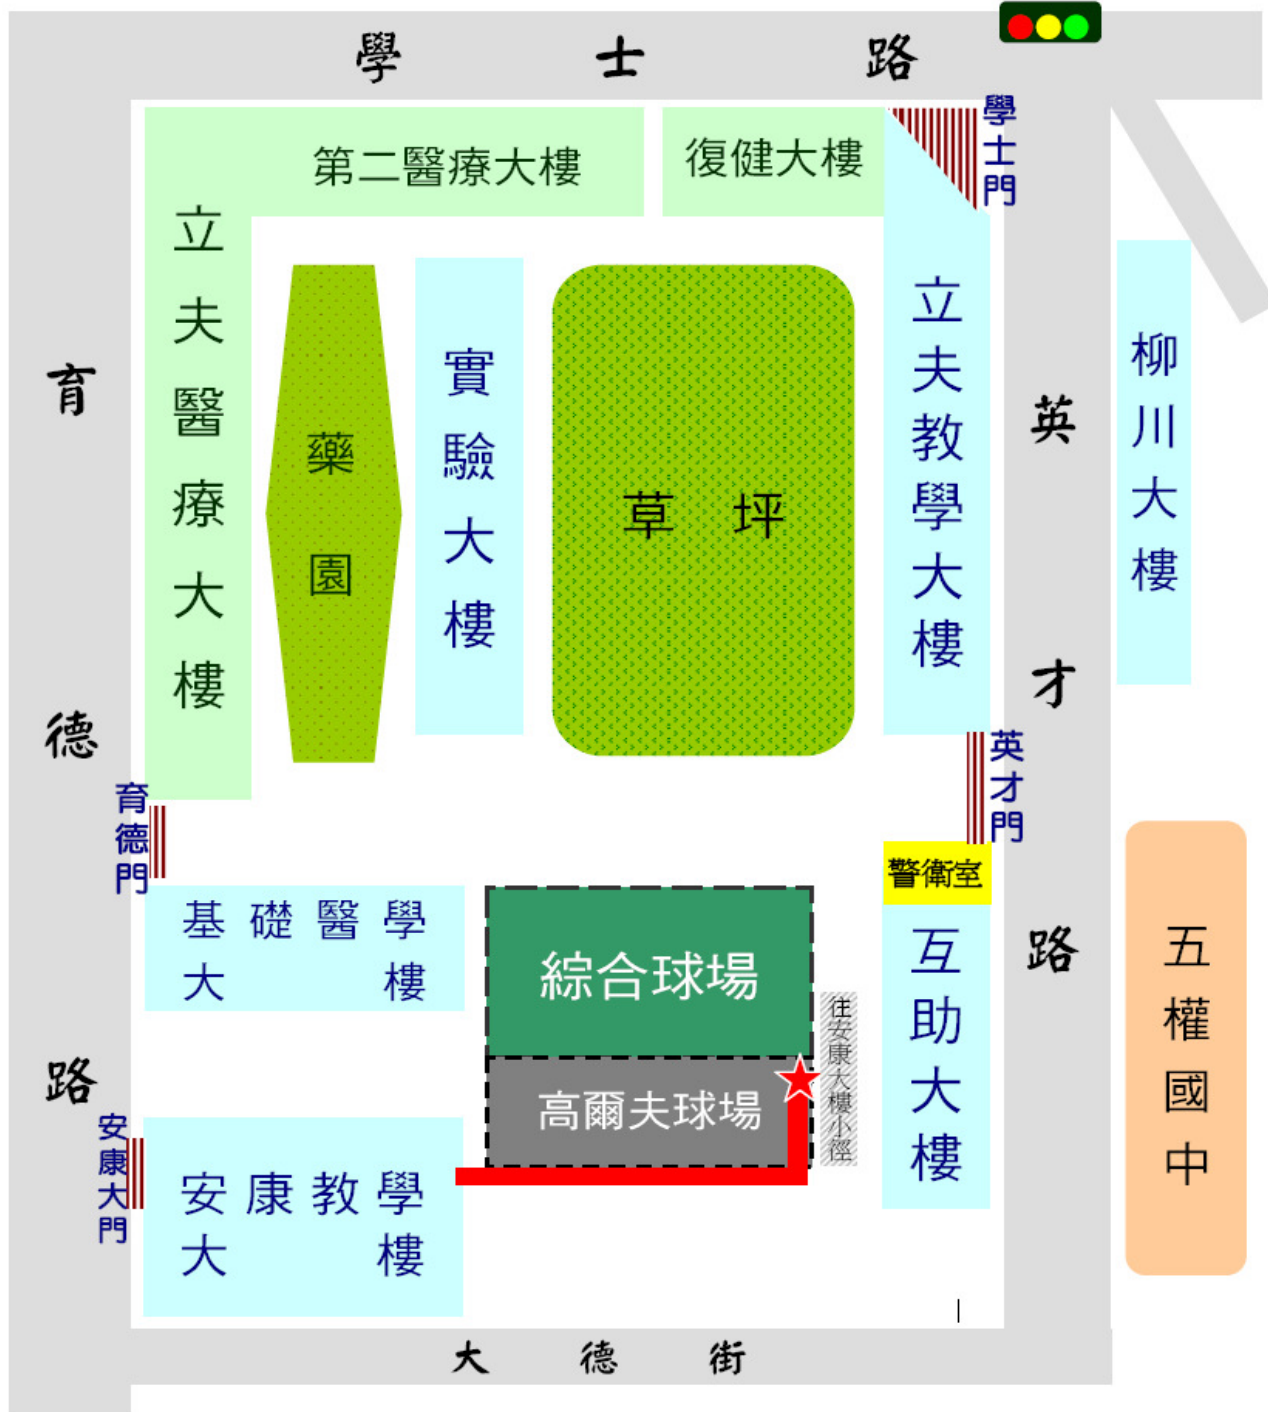 學士路
學士門
第二醫療大樓
復健大樓
立夫醫療大樓
藥園
實驗大樓
草坪
立夫教學大樓
柳川大樓
育德路
英才路
育德門
英才門
警衛室
基礎醫學
大樓
綜合球場
高爾夫球場
往安康大樓小徑
互助大樓
五權國中
安康大門
安康教學
大樓
大德街